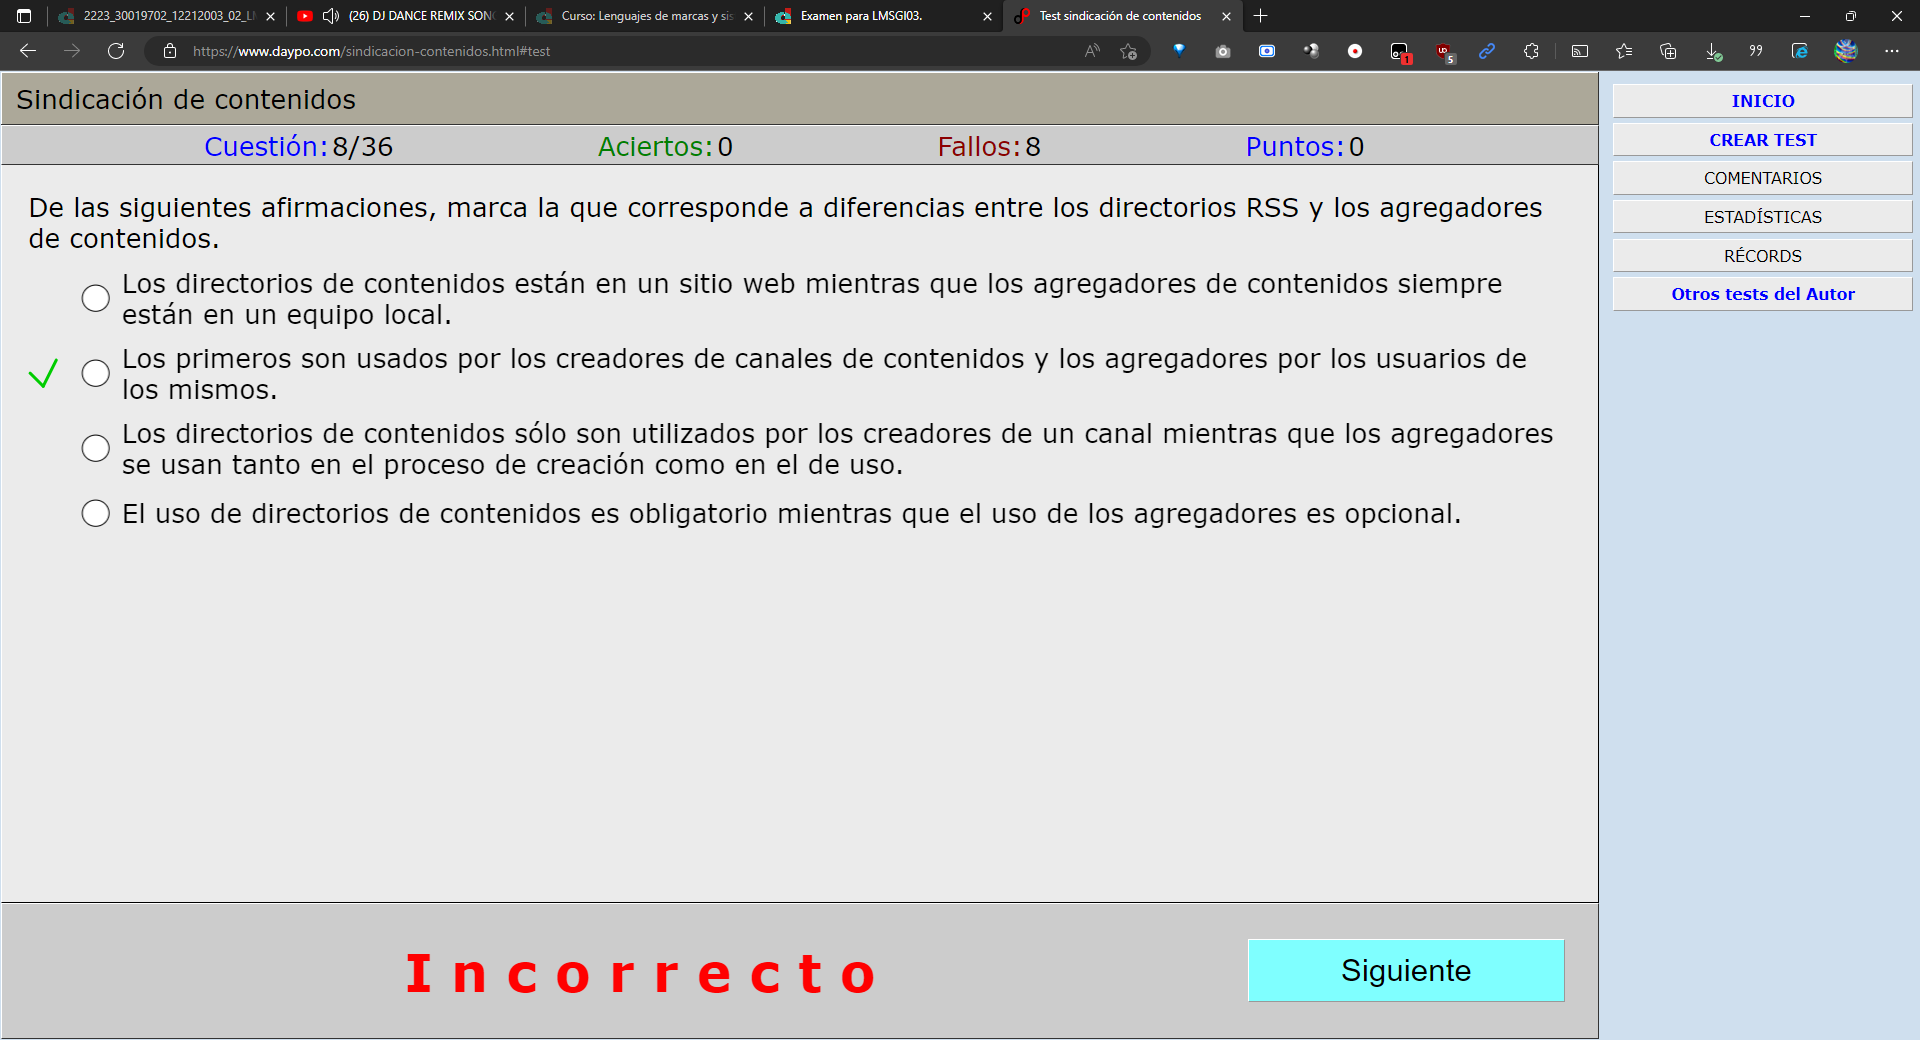 2223_30019702_12212003_02_L
(26) DJ DANCE REMIX SON
Curso: Lenguajes de marcas y sis
Examen para LMSGI03.
Test sindicación de contenidos
https://www.daypo.com/sindicacion-contenidos.html#test
1
5
Sindicación de contenidos
Cuestión: 8/36
Aciertos: 0
Fallos: 8
Puntos: 0
De las siguientes afirmaciones, marca la que corresponde a diferencias entre los directorios RSS y los agregadores
de contenidos.
Los directorios de contenidos están en un sitio web mientras que los agregadores de contenidos siempre
están en un equipo local.
Los primeros son usados por los creadores de canales de contenidos y los agregadores por los usuarios de
los mismos.
Los directorios de contenidos sólo son utilizados por los creadores de un canal mientras que los agregadores
se usan tanto en el proceso de creación como en el de uso.
El uso de directorios de contenidos es obligatorio mientras que el uso de los agregadores es opcional.
Incorrecto
Siguiente
INICIO
CREAR TEST
COMENTARIOS
ESTADÍSTICAS
RÉCORDS
Otros tests del Autor